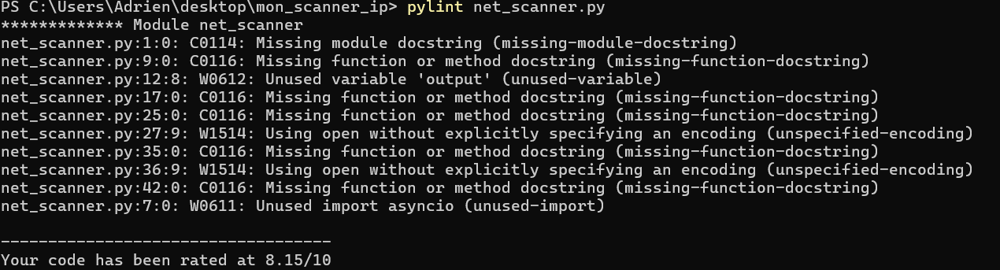 PS C:\Users\Adrien\desktop\mon_scanner_ip> pylint net_scanner.py
************* Module net_scanner
net_scanner.py:1:0: C0114: Missing module docstring (missing-module-docstring)
net_scanner.py:9:0: C0116: Missing function or method docstring (missing-function-docstring)
net_scanner.py:12:8: W0612: Unused variable 'output' (unused-variable)
net_scanner.py:17:0: C0116: Missing function or method docstring (missing-function-docstring)
net_scanner.py:25:0: C0116: Missing function or method docstring (missing-function-docstring)
net_scanner.py:27:9: W1514: Using open without explicitly specifying an encoding (unspecified-encoding)
net_scanner.py:35:0: C0116: Missing function or method docstring (missing-function-docstring)
net_scanner.py:36:9: W1514: Using open without explicitly specifying an encoding (unspecified-encoding)
net_scanner.py:42:0: C0116: Missing function or method docstring (missing-function-docstring)
net_scanner.py:7:0: W0611: Unused import asyncio (unused-import)
-----------------------------------
Your code has been rated at 8.15/10